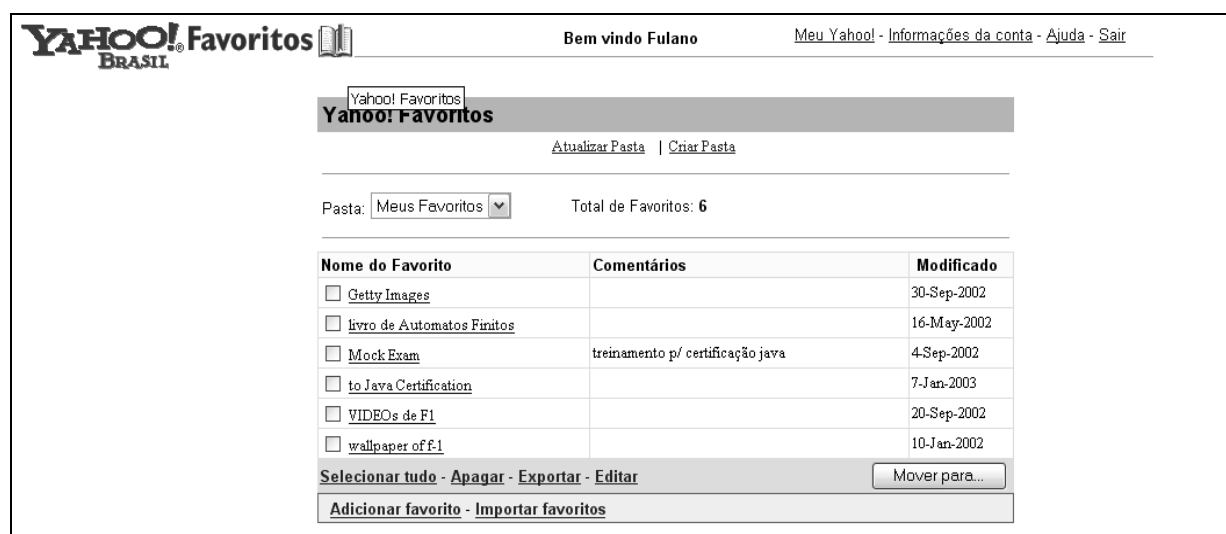 YAHOO! Favoritos Bem vindo Fulano Meu Yahoo! - Informações da conta - Ajuda - Sair
BRASIL
Yahoo! Favoritos
Yahoo! Favoritos
Atualizar Pasta | Criar Pasta
Pasta: Meus Favoritos Total de Favoritos: 6
Nome do Favorito Comentários Modificado
Getty Images 30-Sep-2002
livro de Automatos Finitos 16-May-2002
Mock Exam treinamento p/ certificação java 4-Sep-2002
to Java Certification 7-Jan-2003
VIDEOs de F1 20-Sep-2002
wallpaper of f-1 10-Jan-2002
Selecionar tudo - Apagar - Exportar - Editar Mover para...
Adicionar favorito - Importar favoritos